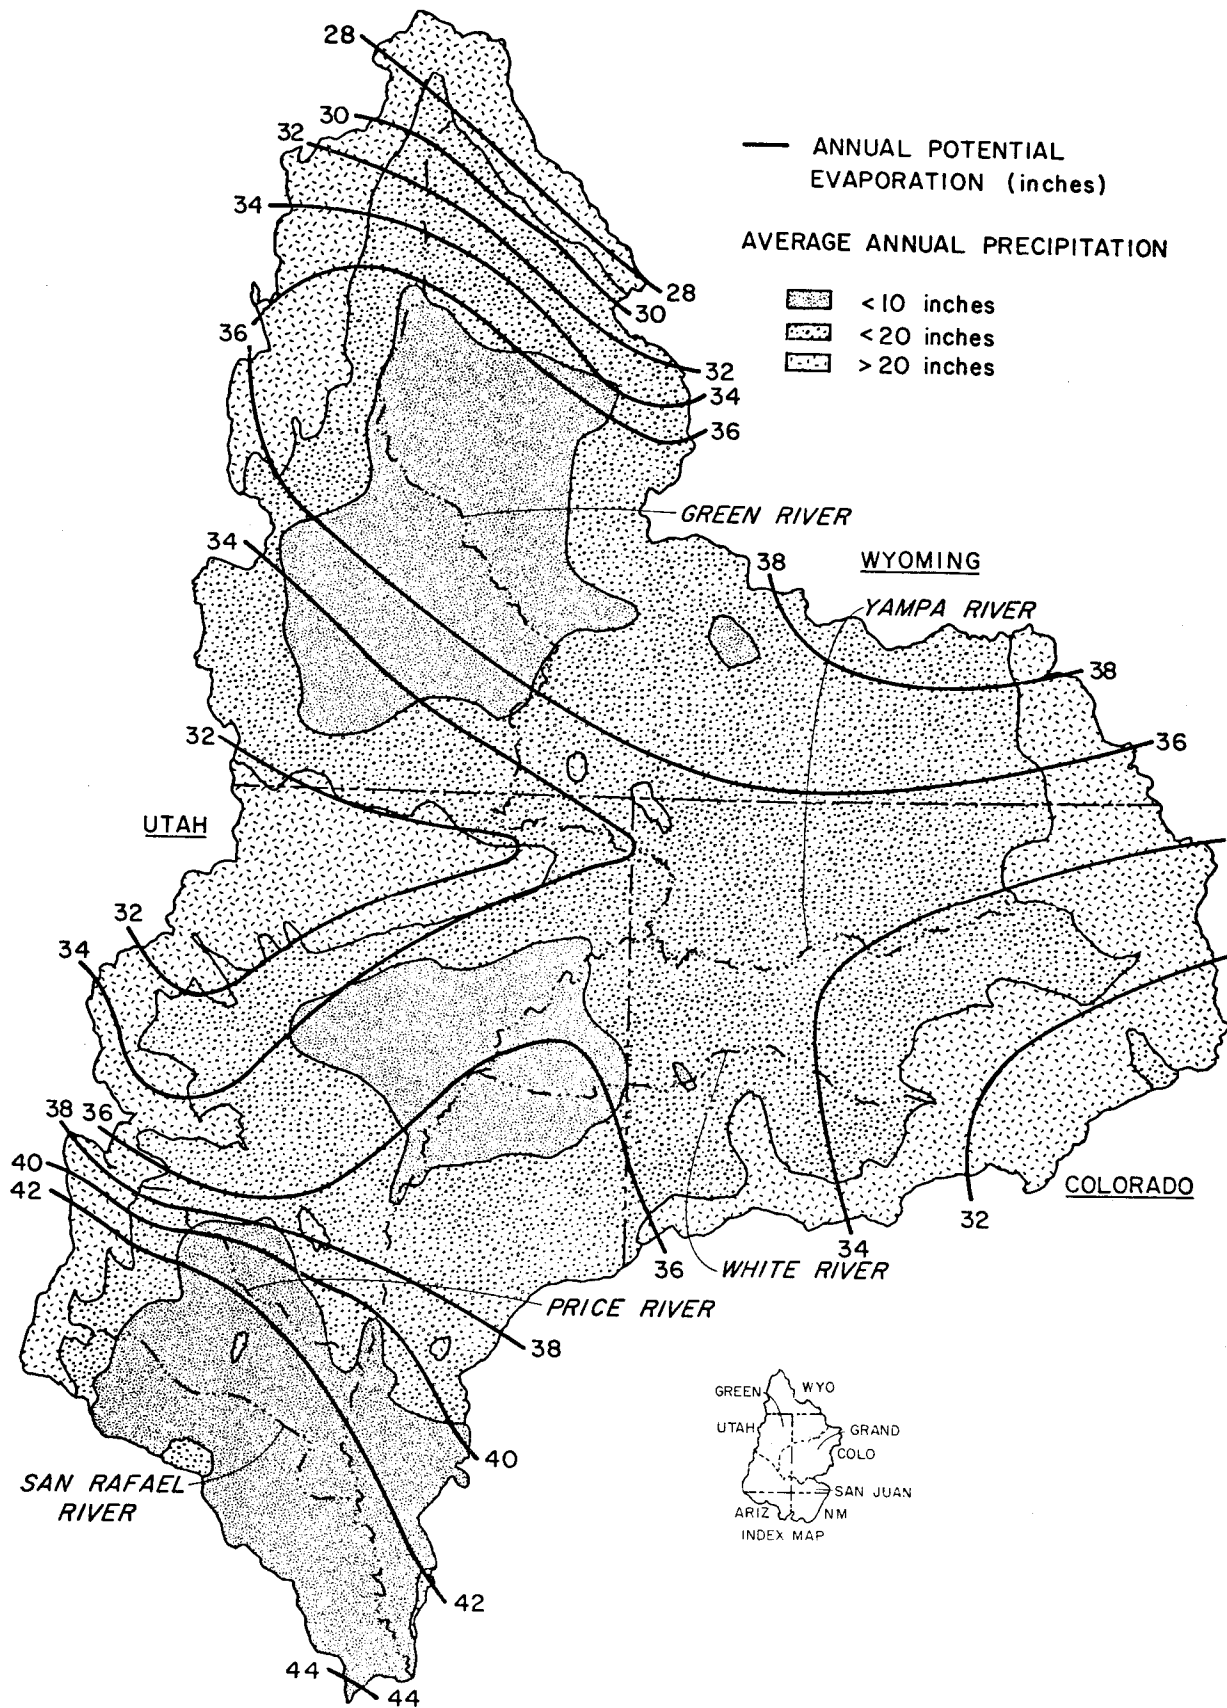 28
30
32
34
36
28
30
32
34
36
ANNUAL POTENTIAL
EVAPORATION (inches)
AVERAGE ANNUAL PRECIPITATION
<10 inches
<20 inches
>20 inches
GREEN RIVER
34
38
WYOMING
YAMPA RIVER
38
32
36
UTAH
32
34
38
36
40
42
COLORADO
32
34
36
WHITE RIVER
PRICE RIVER
38
40
SAN RAFAEL
RIVER
42
44
44
GREEN
WYO
UTAH
GRAND
COLO
SAN JUAN
ARIZ
NM
INDEX MAP